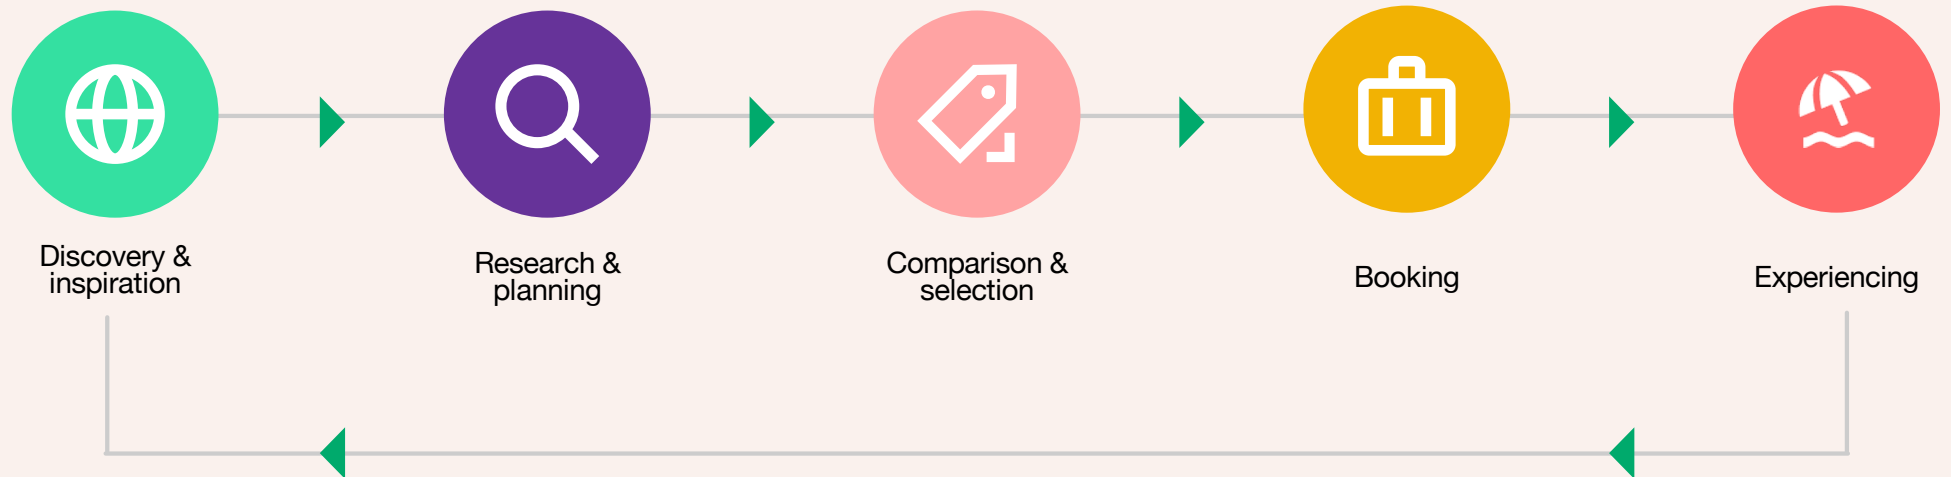 Discovery &
inspiration
Research &
planning
Comparison &
selection
Booking
Experiencing